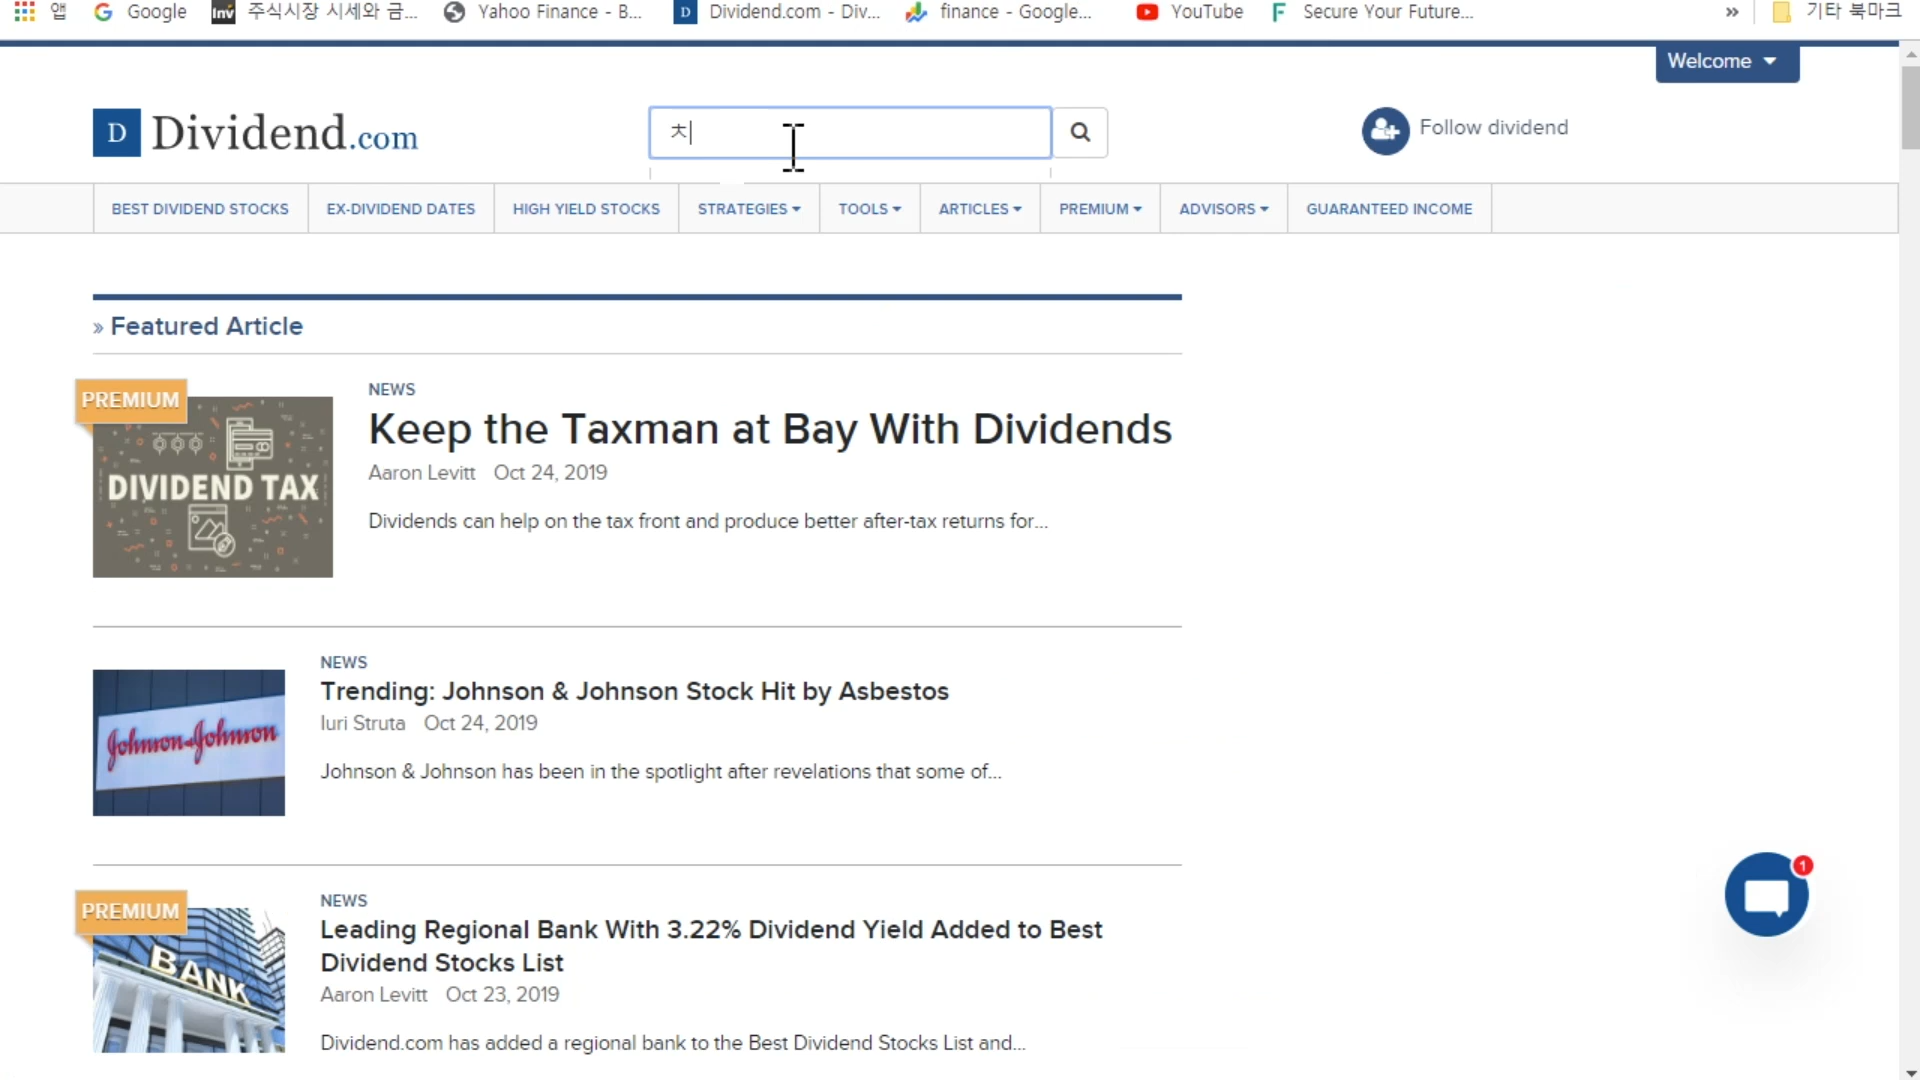 앱 Google Inv 주식시장 시세와 금... Yahoo Finance - B... D Dividend.com - Div... finance - Google... YouTube F Secure Your Future... » 기타 북마크
Welcome
D Dividend.com
ㅊ
Follow dividend
BEST DIVIDEND STOCKS EX-DIVIDEND DATES HIGH YIELD STOCKS STRATEGIES TOOLS ARTICLES PREMIUM ADVISORS GUARANTEED INCOME
» Featured Article
PREMIUM
DIVIDEND TAX
NEWS
Keep the Taxman at Bay With Dividends
Aaron Levitt Oct 24, 2019
Dividends can help on the tax front and produce better after-tax returns for...
Johnson & Johnson
NEWS
Trending: Johnson & Johnson Stock Hit by Asbestos
Iuri Struta Oct 24, 2019
Johnson & Johnson has been in the spotlight after revelations that some of...
1
PREMIUM
BANK
NEWS
Leading Regional Bank With 3.22% Dividend Yield Added to Best
Dividend Stocks List
Aaron Levitt Oct 23, 2019
Dividend.com has added a regional bank to the Best Dividend Stocks List and...